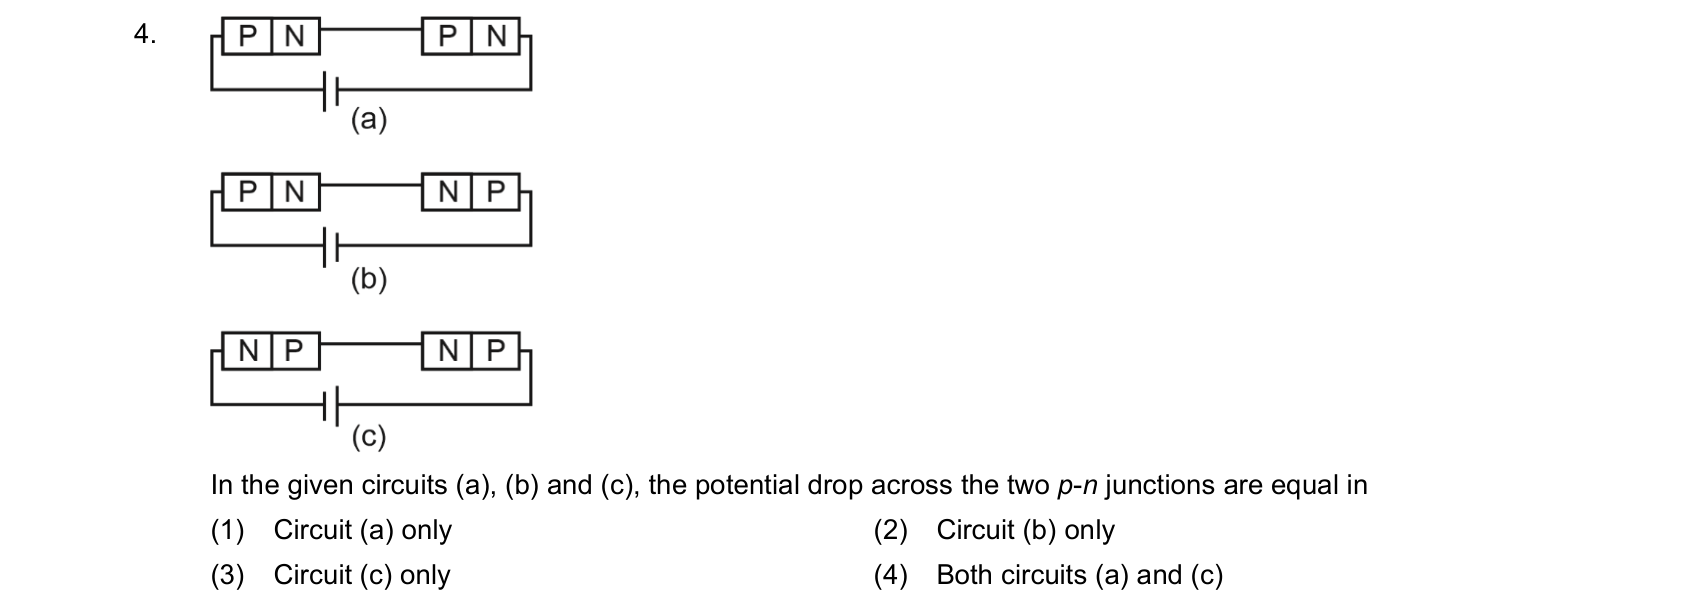 4.
P N P N
(a)
P N N P
(b)
N P N P
(c)
In the given circuits (a), (b) and (c), the potential drop across the two p-n junctions are equal in
(1) Circuit (a) only (2) Circuit (b) only
(3) Circuit (c) only (4) Both circuits (a) and (c)